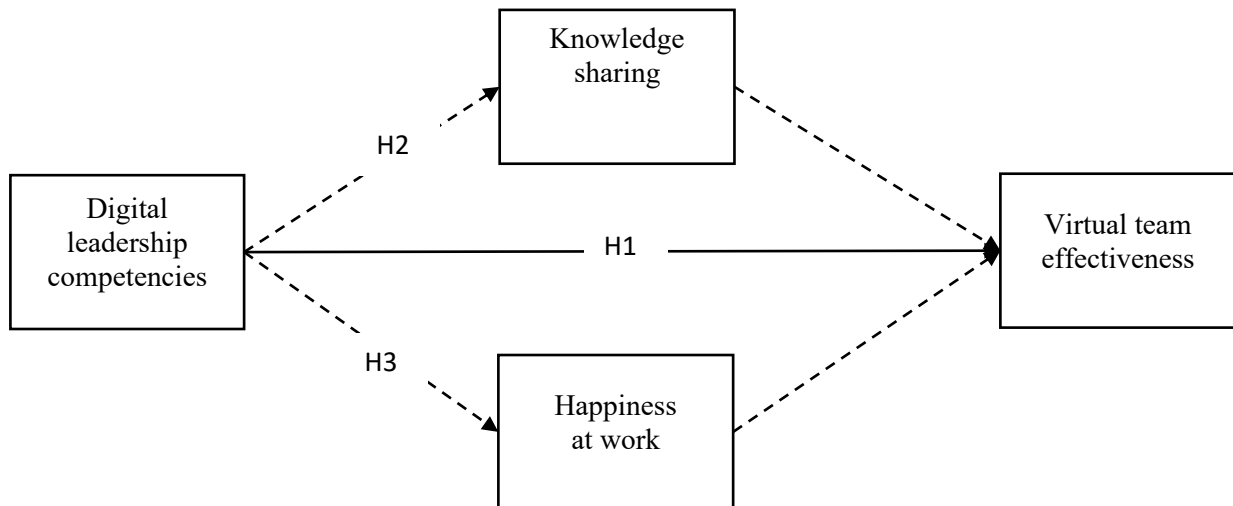 Knowledge
sharing
H2
Digital
leadership
competencies
H1
Virtual team
effectiveness
H3
Happiness
at work